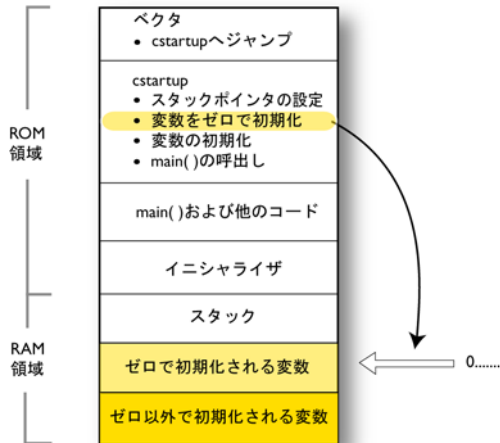 ベクタ
• cstartupへジャンプ
cstartup
• スタックポインタの設定
• 変数をゼロで初期化
• 変数の初期化
• main( )の呼出し
ROM
領域
main( )および他のコード
イニシャライザ
スタック
RAM
領域
ゼロで初期化される変数
0.......
ゼロ以外で初期化される変数